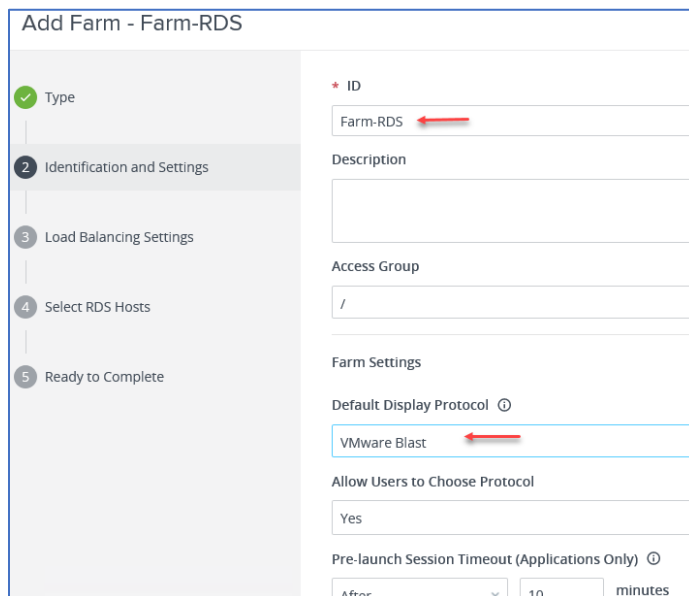 Add Farm - Farm-RDS
Type
2 Identification and Settings
3 Load Balancing Settings
4 Select RDS Hosts
5 Ready to Complete
* ID
Farm-RDS
Description
Access Group
/
Farm Settings
Default Display Protocol
VMware Blast
Allow Users to Choose Protocol
Yes
Pre-launch Session Timeout (Applications Only)
After 10 minutes